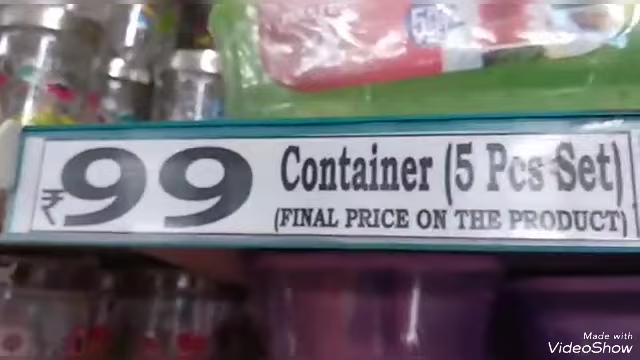 ₹99 Container (5 Pcs Set)
(FINAL PRICE ON THE PRODUCT)
Made with
VideoShow